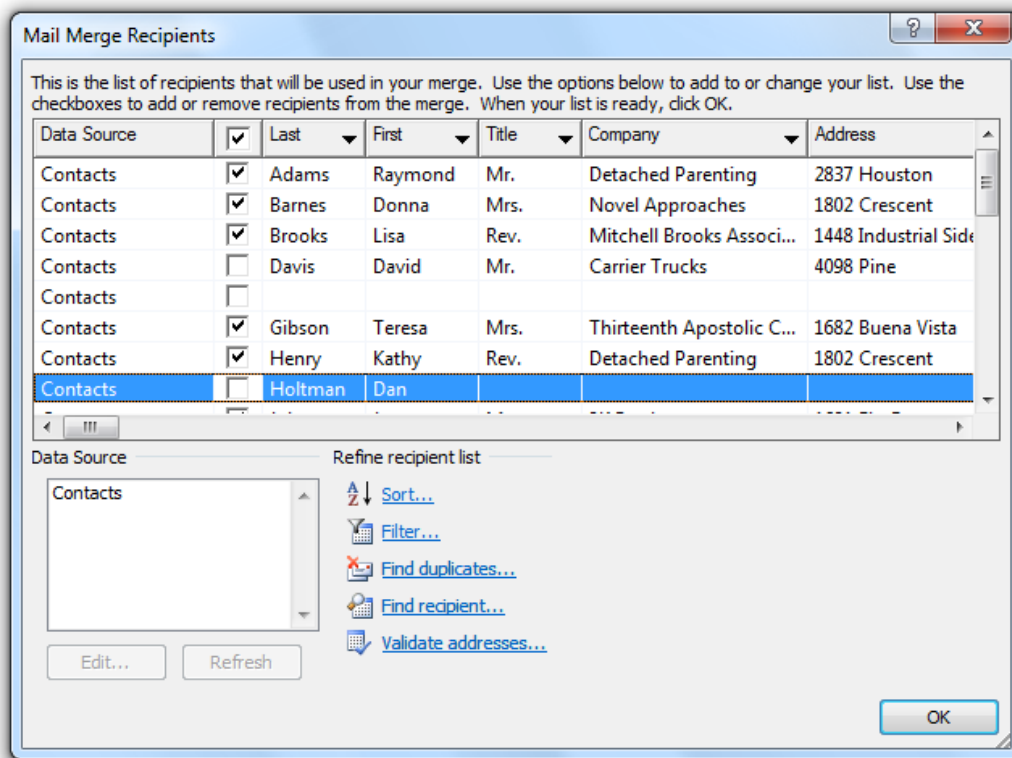 Mail Merge Recipients
This is the list of recipients that will be used in your merge. Use the options below to add to or change your list. Use the
checkboxes to add or remove recipients from the merge. When your list is ready, click OK.
Data Source Last First Title Company Address
Contacts Adams Raymond Mr. Detached Parenting 2837 Houston
Contacts Barnes Donna Mrs. Novel Approaches 1802 Crescent
Contacts Brooks Lisa Rev. Mitchell Brooks Associ... 1448 Industrial Side
Contacts Davis David Mr. Carrier Trucks 4098 Pine
Contacts
Contacts Gibson Teresa Mrs. Thirteenth Apostolic C... 1682 Buena Vista
Contacts Henry Kathy Rev. Detached Parenting 1802 Crescent
Contacts Holtman Dan
Data Source Refine recipient list
Contacts
Sort...
Filter...
Find duplicates...
Find recipient...
Validate addresses...
Edit... Refresh
OK